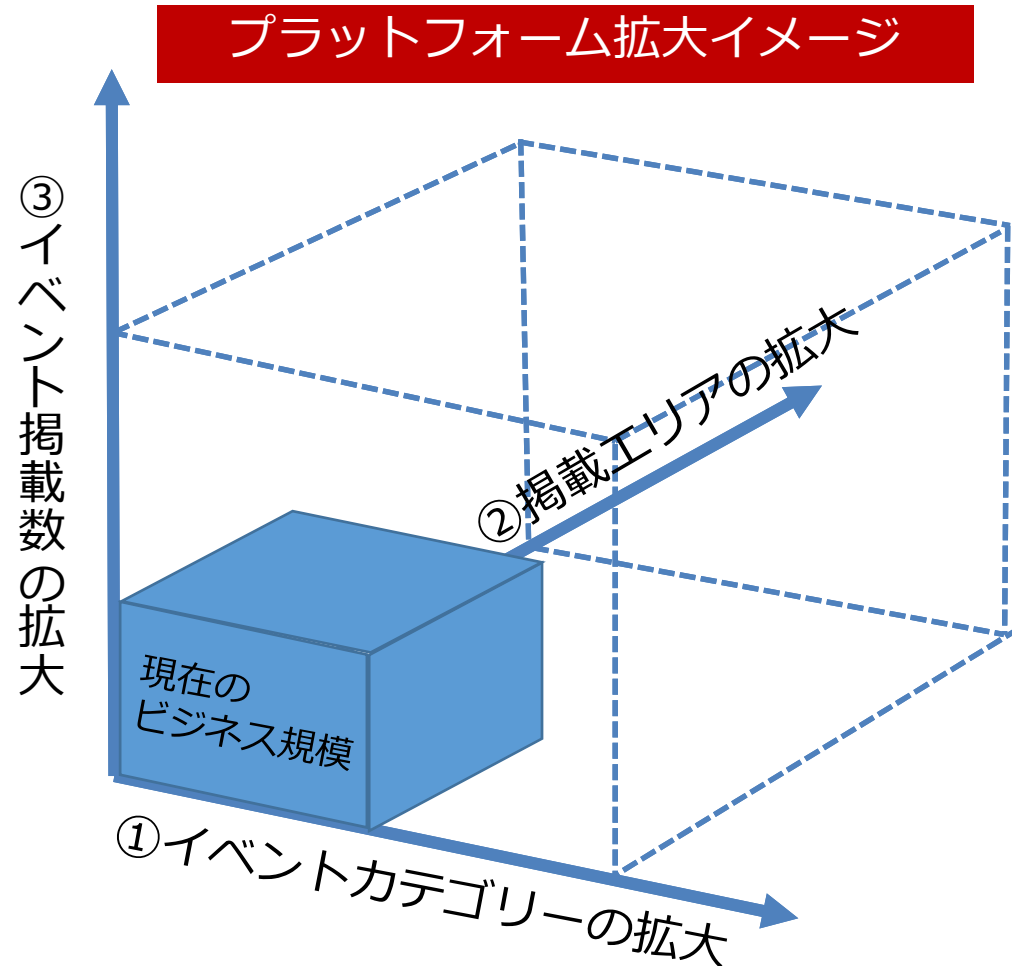 プラットフォーム拡大イメージ
③イベント掲載数の拡大
②掲載エリアの拡大
現在の
ビジネス規模
①イベントカテゴリーの拡大